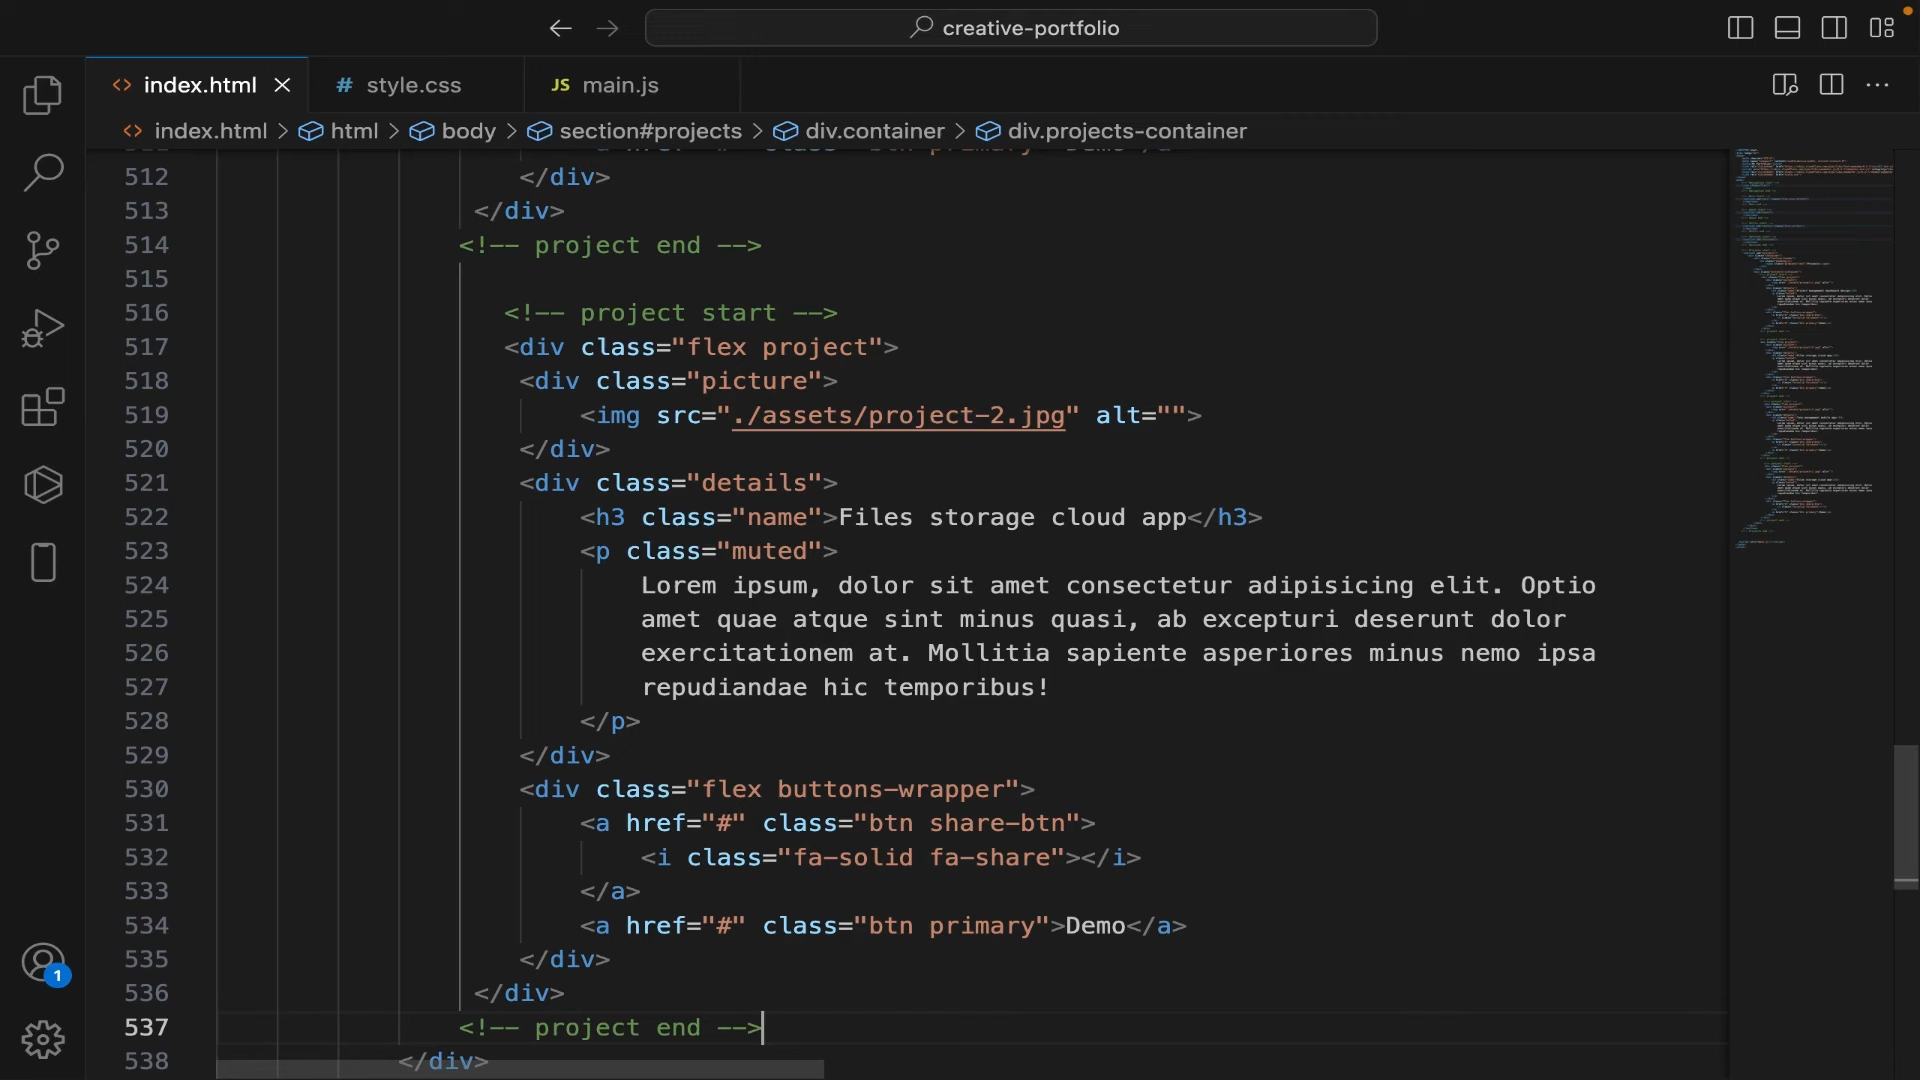 creative-portfolio
index.html
# style.css
JS main.js
index.html > html > body > section#projects > div.container > div.projects-container
512 </div>
513 </div>
514 <!-- project end -->
515
516 <!-- project start -->
517 <div class="flex project">
518 <div class="picture">
519 <img src="./assets/project-2.jpg" alt="">
520 </div>
521 <div class="details">
522 <h3 class="name">Files storage cloud app</h3>
523 <p class="muted">
524 Lorem ipsum, dolor sit amet consectetur adipisicing elit. Optio
525 amet quae atque sint minus quasi, ab excepturi deserunt dolor
526 exercitationem at. Mollitia sapiente asperiores minus nemo ipsa
527 repudiandae hic temporibus!
528 </p>
529 </div>
530 <div class="flex buttons-wrapper">
531 <a href="#" class="btn share-btn">
532 <i class="fa-solid fa-share"></i>
533 </a>
534 <a href="#" class="btn primary">Demo</a>
535 </div>
536 </div>
537 <!-- project end -->
538 </div>
1